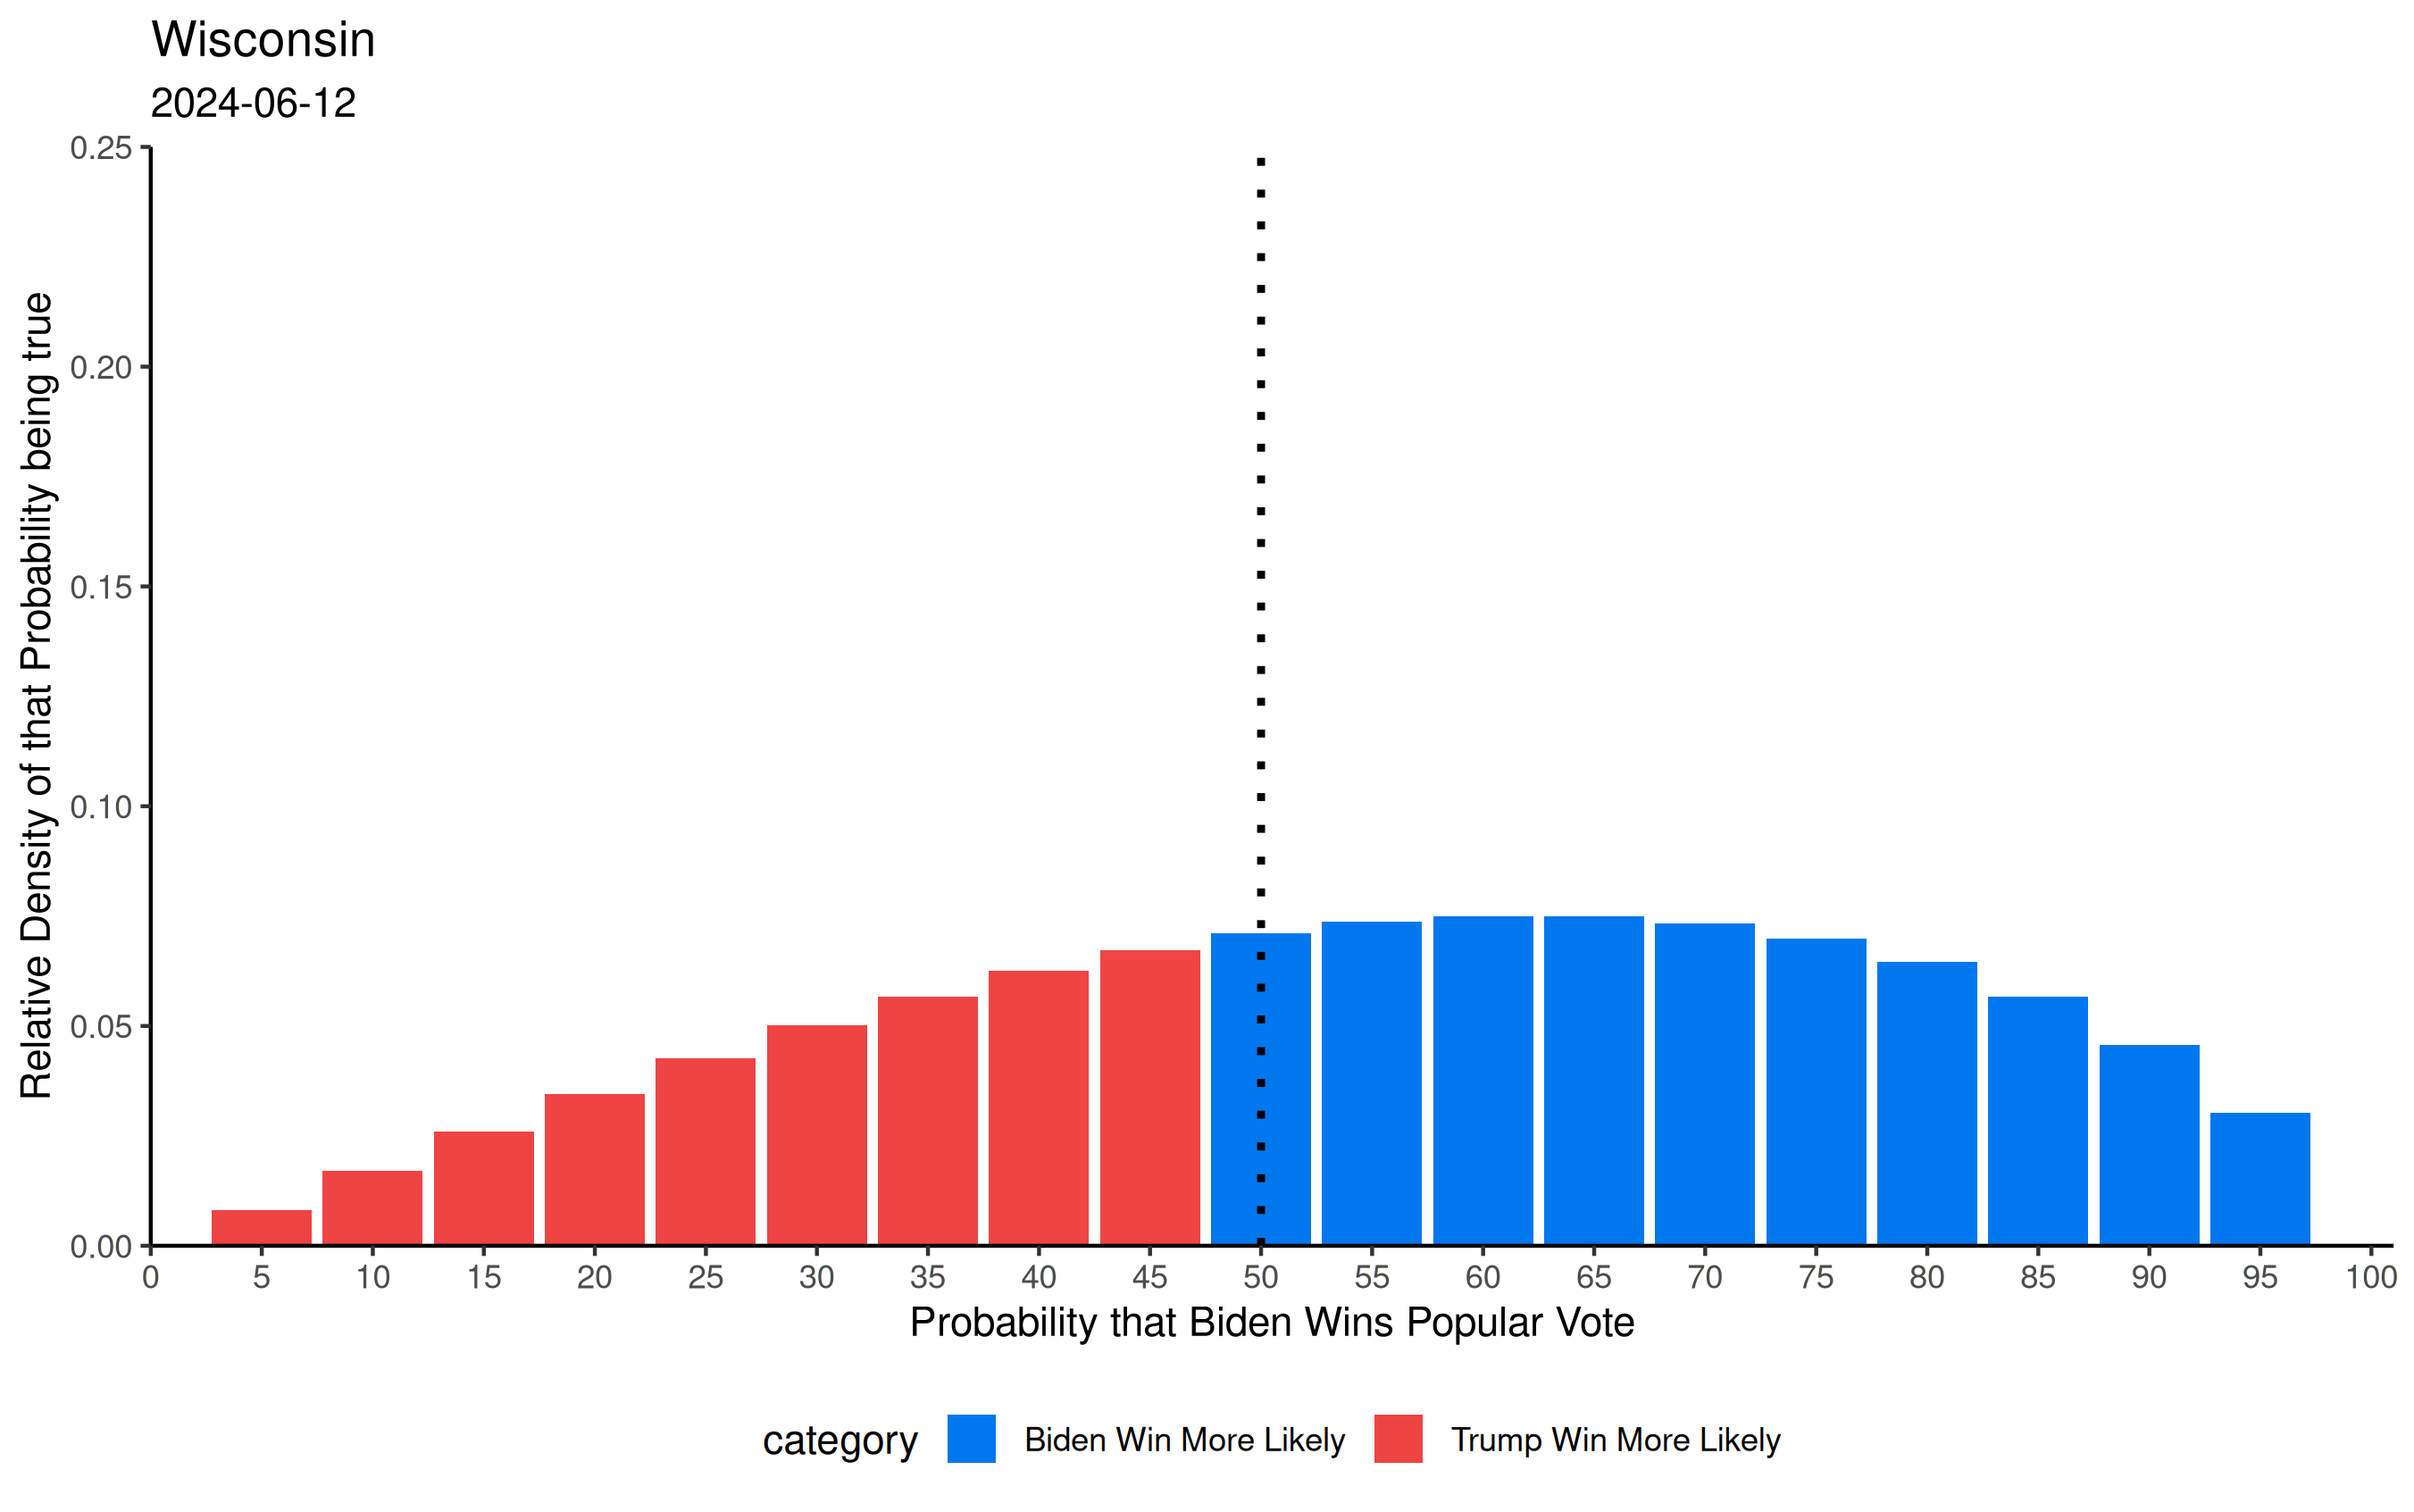 Wisconsin
2024-06-12
0.25
0.20
0.15
0.10
0.05
0.00
Relative Density of that Probability being true
0 5 10 15 20 25 30 35 40 45 50 55 60 65 70 75 80 85 90 95 100
Probability that Biden Wins Popular Vote
category Biden Win More Likely Trump Win More Likely